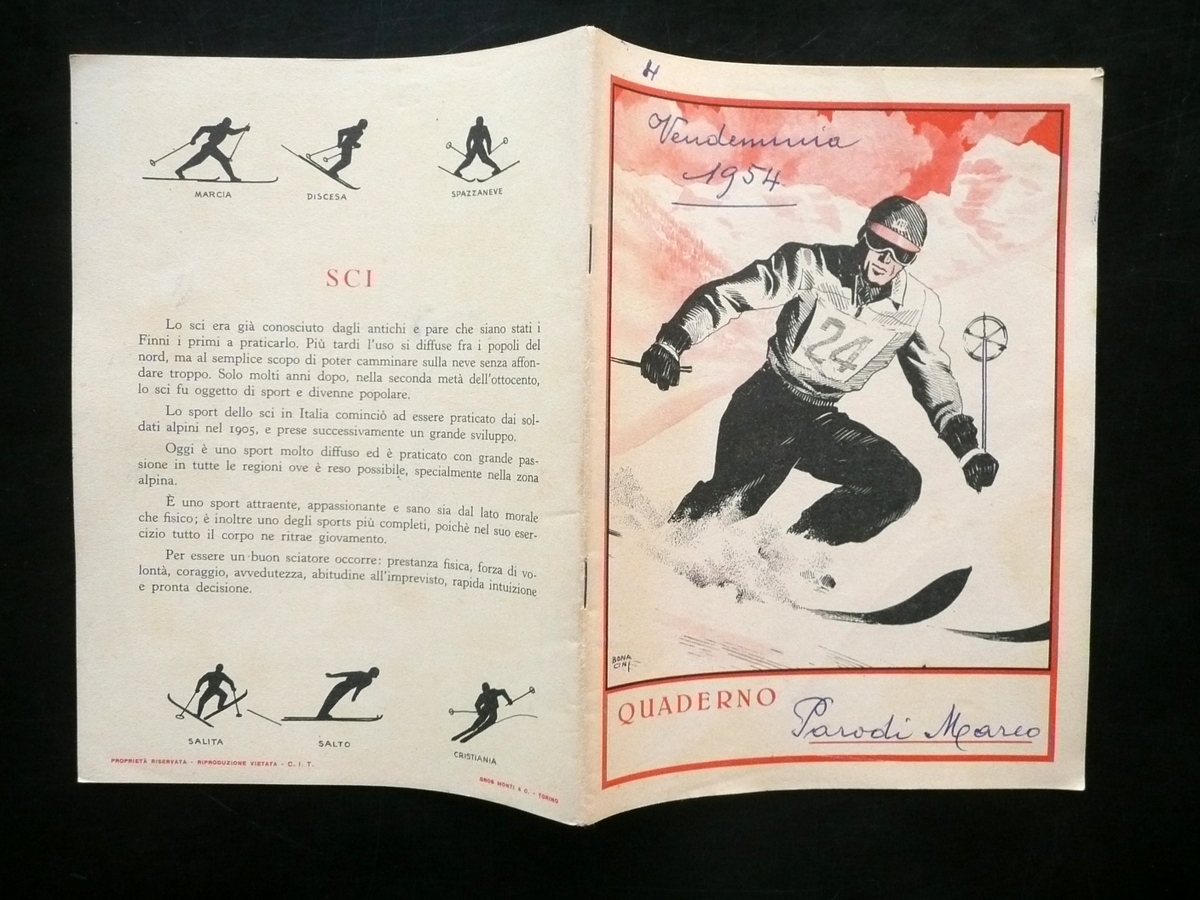 MARCIA
DISCESA
SPAZZANEVE
SCI
Lo sci era già conosciuto dagli antichi e pare che siano stati i
Finni i primi a praticarlo. Più tardi l'uso si diffuse fra i popoli del
nord, ma al semplice scopo di poter camminare sulla neve senza affon-
dare troppo. Solo molti anni dopo, nella seconda metà dell'ottocento,
lo sci fu oggetto di sport e divenne popolare.
Lo sport dello sci in Italia cominciò ad essere praticato dai sol-
dati alpini nel 1905, e prese successivamente un grande sviluppo.
Oggi è uno sport molto diffuso ed è praticato con grande pas-
sione in tutte le regioni ove è reso possibile, specialmente nella zona
alpina.
È uno sport attraente, appassionante e sano sia dal lato morale
che fisico; è inoltre uno degli sports più completi, poichè nel suo eser-
cizio tutto il corpo ne ritrae giovamento.
Per essere un buon sciatore occorre: prestanza fisica, forza di vo-
lontà, coraggio, avvedutezza, abitudine all'imprevisto, rapida intuizione
e pronta decisione.
SALITA
SALTO
CRISTIANIA
PROPRIETÀ RISERVATA - RIPRODUZIONE VIETATA - C. I. T.
GROS MONTI & C. - TORINO
4
Vendemmia
1954
24
BONA
CINI
QUADERNO
Parodi Marco